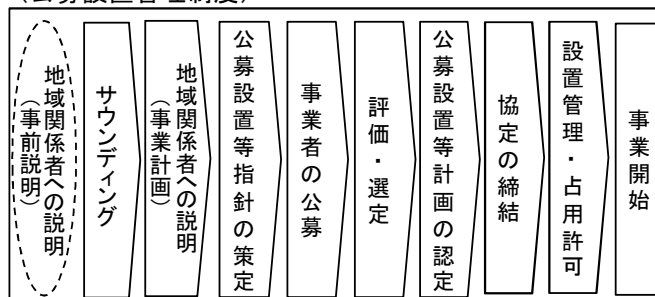 （公募設置管理制度）
地域関係者への説明
（事前説明）
サウンディング
地域関係者への説明
（事業計画）
公募設置等指針の策定
事業者の公募
評価・選定
公募設置等計画の認定
協定の締結
設置管理・占用許可
事業開始